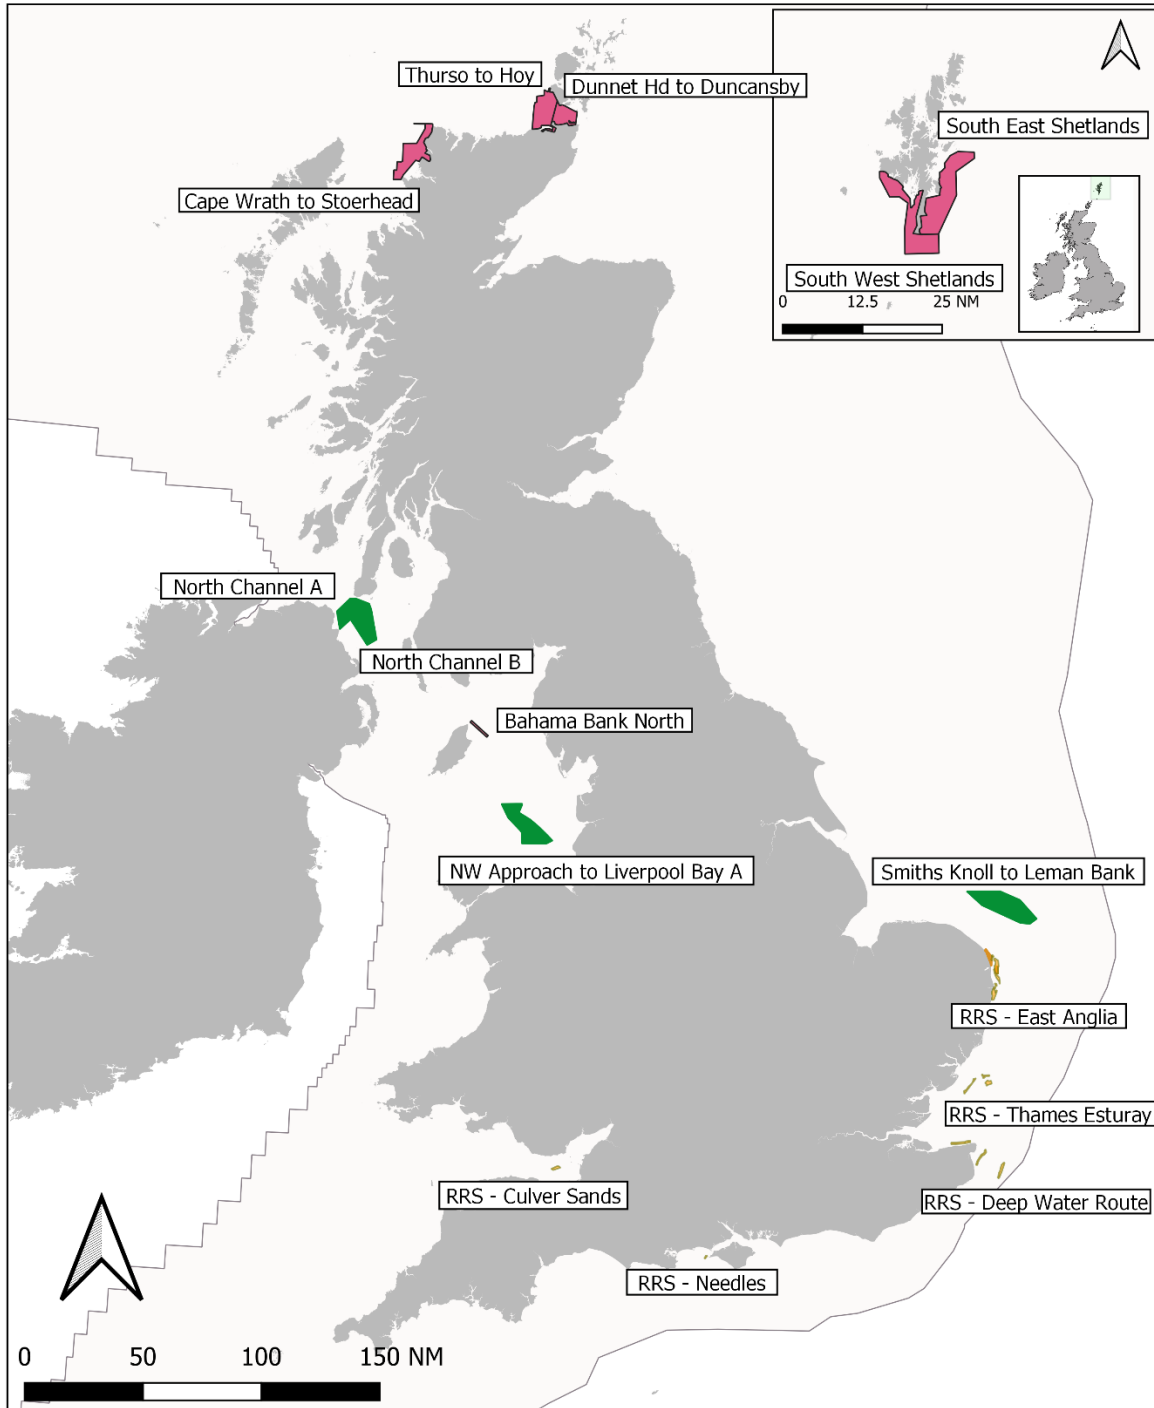 Thurso to Hoy
Dunnet Hd to Duncansby
South East Shetlands
Cape Wrath to Stoerhead
South West Shetlands
0 12.5 25 NM
North Channel A
North Channel B
Bahama Bank North
NW Approach to Liverpool Bay A
Smiths Knoll to Leman Bank
RRS - East Anglia
RRS - Thames Esturay
RRS - Culver Sands
RRS - Deep Water Route
RRS - Needles
0 50 100 150 NM